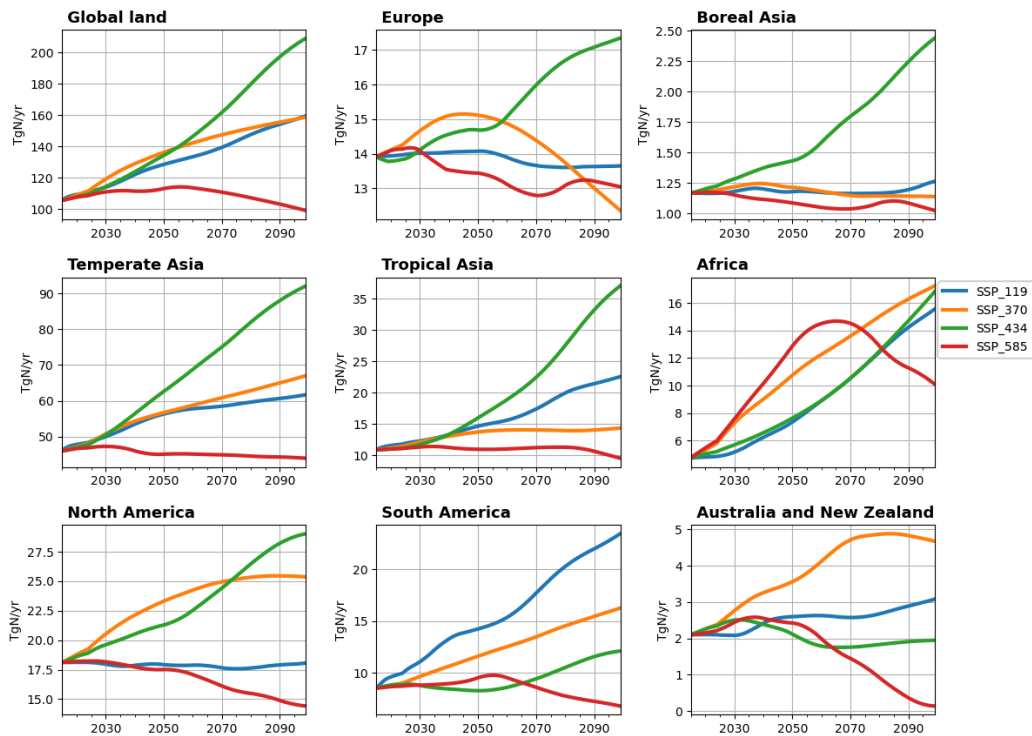 Global land
TgN/yr
200
180
160
140
120
100
2030 2050 2070 2090
Europe
17
16
15
14
13
2030 2050 2070 2090
Boreal Asia
2.50
2.25
2.00
1.75
1.50
1.25
1.00
2030 2050 2070 2090
Temperate Asia
TgN/yr
90
80
70
60
50
2030 2050 2070 2090
Tropical Asia
TgN/yr
35
30
25
20
15
10
2030 2050 2070 2090
Africa
TgN/yr
16
14
12
10
8
6
2030 2050 2070 2090
SSP_119
SSP_370
SSP_434
SSP_585
North America
TgN/yr
27.5
25.0
22.5
20.0
17.5
15.0
2030 2050 2070 2090
South America
TgN/yr
20
15
10
2030 2050 2070 2090
Australia and New Zealand
TgN/yr
5
4
3
2
1
0
2030 2050 2070 2090